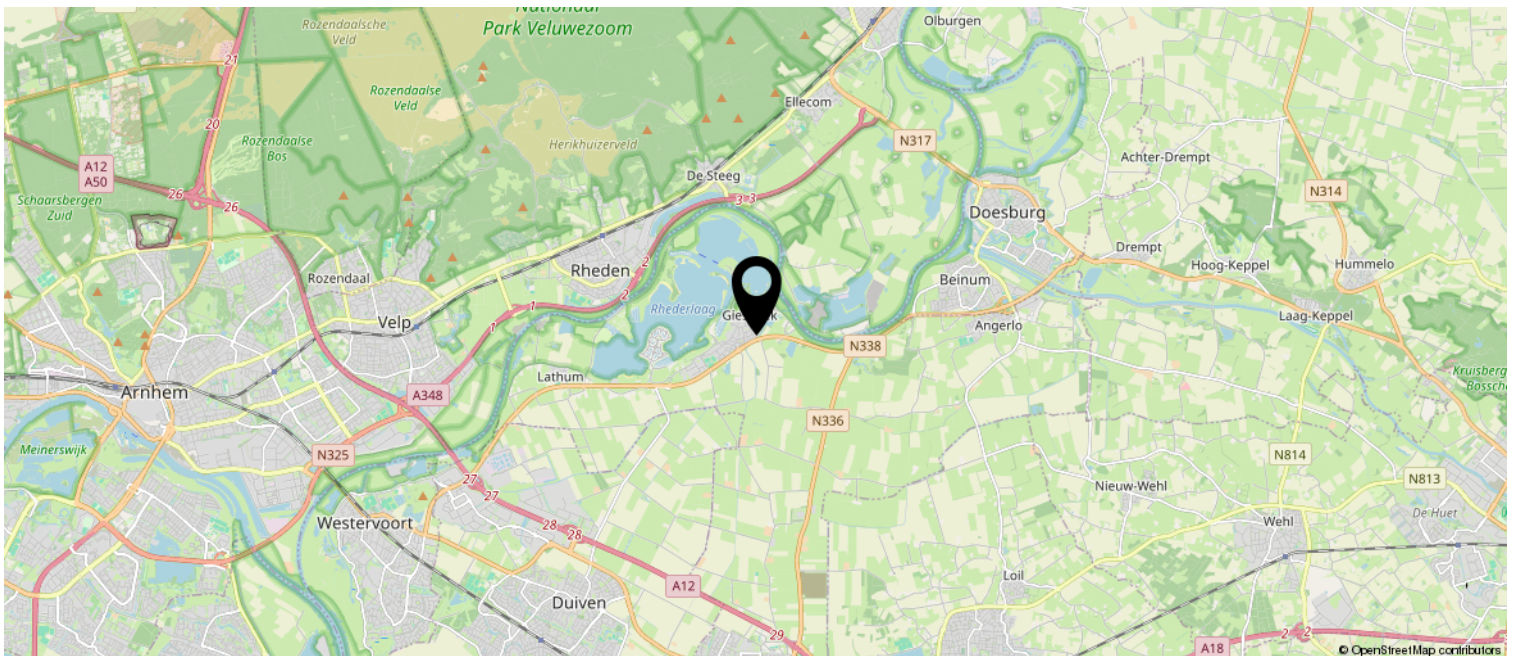 Nationaal
Park Veluwezoom
Olburgen
Rozendaalsche
Veld
21
Rozendaalse
Veld
Ellecom
20
Rozendaalse
Bos
Herikhuizerveld
N317
Achter-Drempt
A12
A50
26
26
De Steeg
3
3
N314
Schaarsbergen
Zuid
Doesburg
Drempt
Hoog-Keppel
Hummelo
Rozendaal
Rheden
2
2
Beinum
Rhederlaag
1
1
Velp
Angerlo
Laag-Keppel
N338
Lathum
Arnhem
A348
N336
Meinerswijk
N325
N814
27
27
N813
Nieuw-Wehl
De Huet
Westervoort
28
28
Wehl
A12
Loil
Duiven
29
A18
2
2
© OpenStreetMap contributors